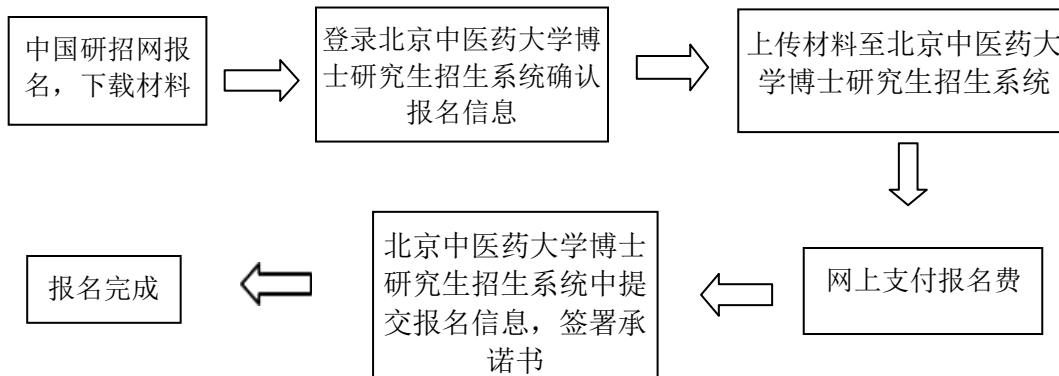 中国研招网报
名，下载材料
登录北京中医药大学博
士研究生招生系统确认
报名信息
上传材料至北京中医药大
学博士研究生招生系统
网上支付报名费
北京中医药大学博士
研究生招生系统中提
交报名信息，签署承
诺书
报名完成